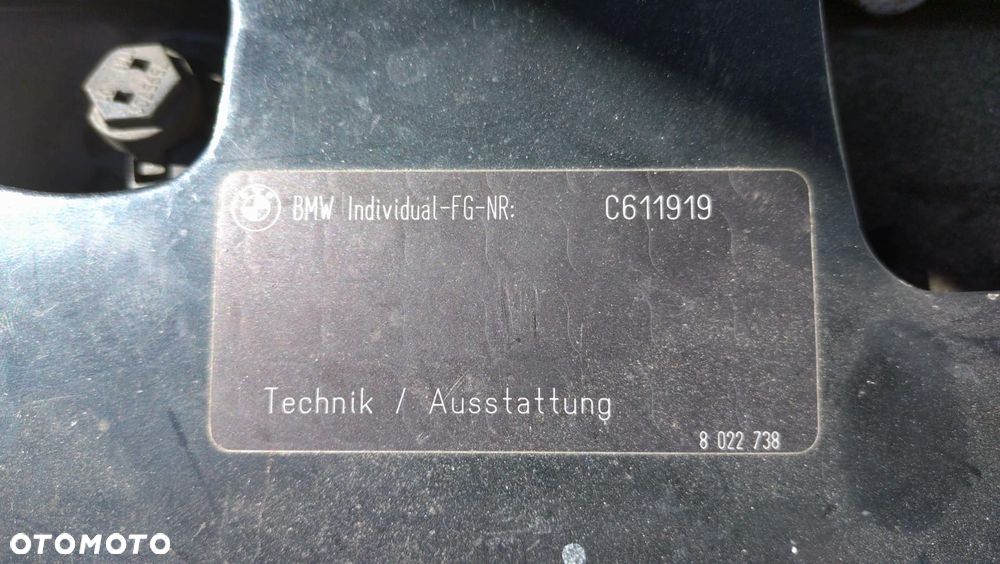 BMW Individual-FG-NR: C611919
Technik / Ausstattung
8 022 738
OTOMOTO